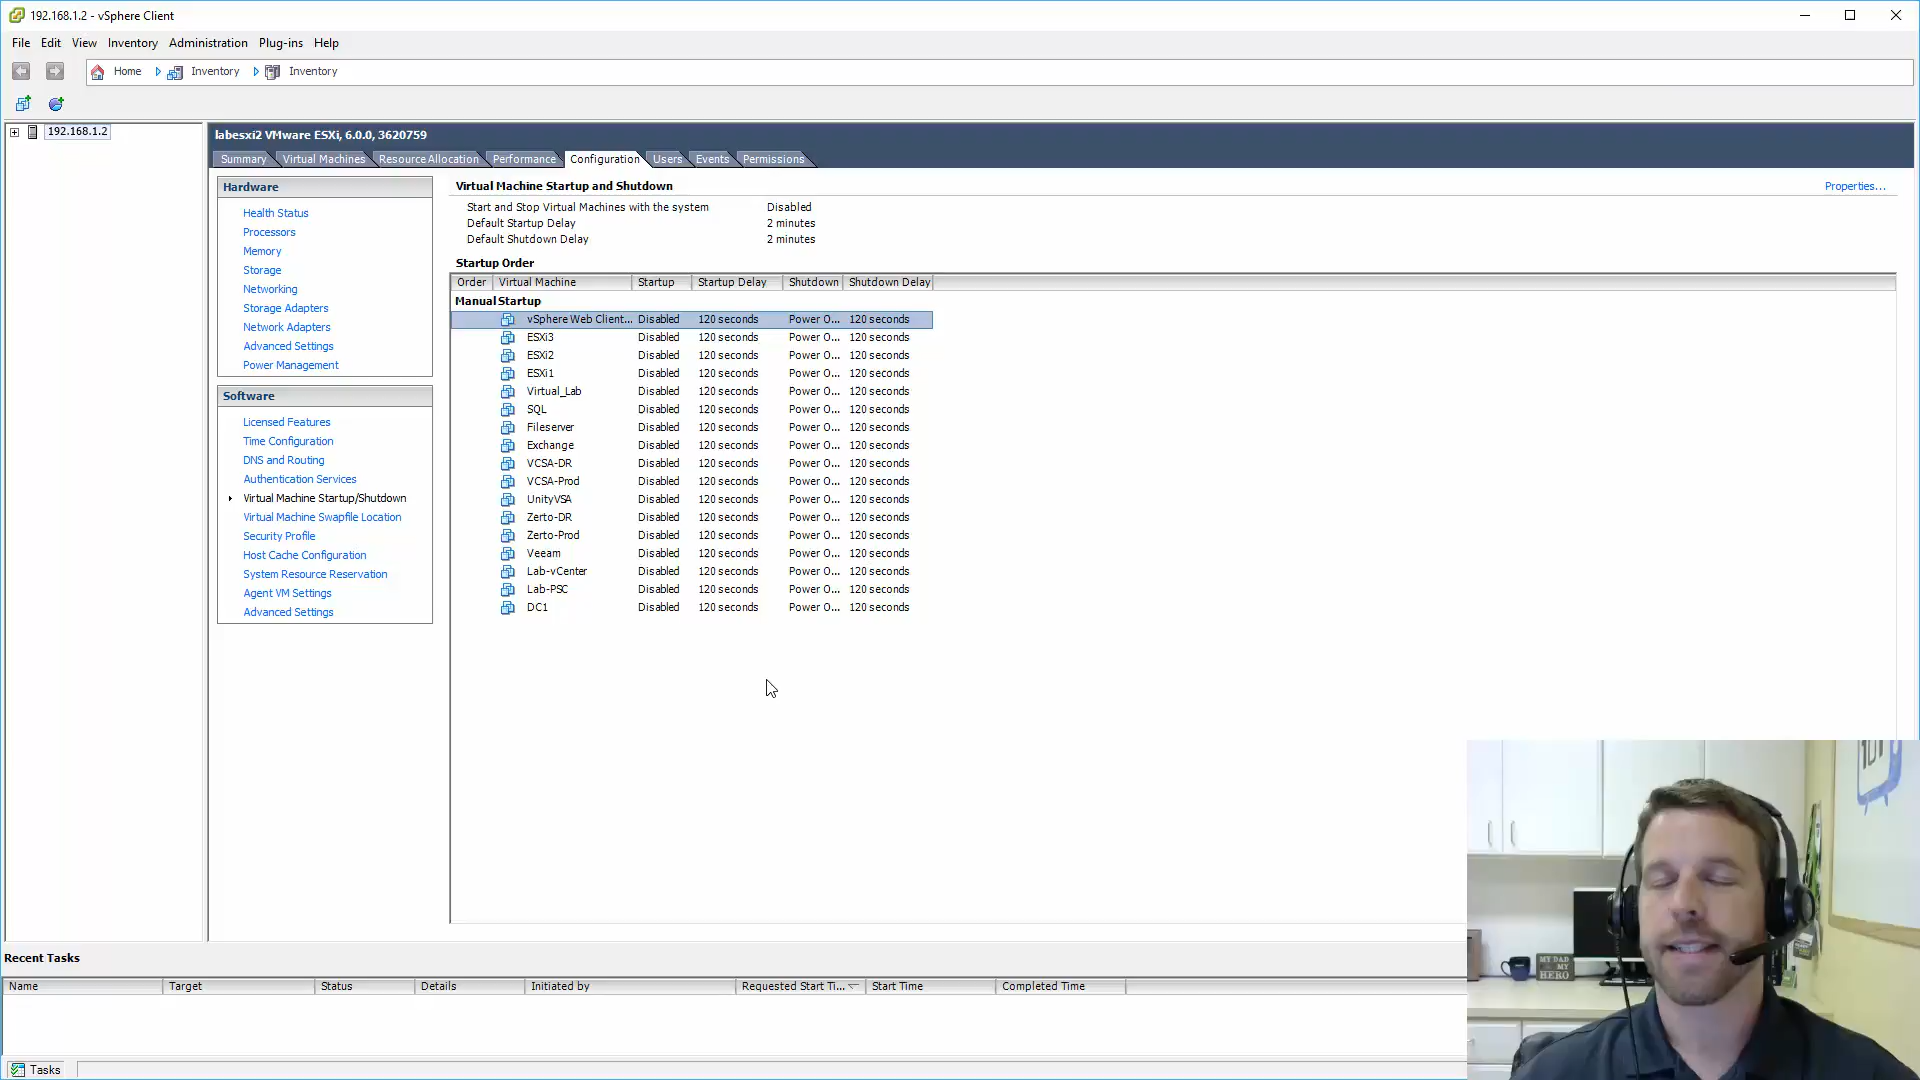 192.168.1.2 - vSphere Client
File Edit View Inventory Administration Plug-ins Help
Home Inventory Inventory
192.168.1.2
labesxi2 VMware ESXi, 6.0.0, 3620759
Summary Virtual Machines Resource Allocation Performance Configuration Users Events Permissions
Hardware
Health Status
Processors
Memory
Storage
Networking
Storage Adapters
Network Adapters
Advanced Settings
Power Management
Software
Licensed Features
Time Configuration
DNS and Routing
Authentication Services
Virtual Machine Startup/Shutdown
Virtual Machine Swapfile Location
Security Profile
Host Cache Configuration
System Resource Reservation
Agent VM Settings
Advanced Settings
Virtual Machine Startup and Shutdown Properties...
Start and Stop Virtual Machines with the system Disabled
Default Startup Delay 2 minutes
Default Shutdown Delay 2 minutes
Startup Order
Order Virtual Machine Startup Startup Delay Shutdown Shutdown Delay
Manual Startup
vSphere Web Client... Disabled 120 seconds Power O... 120 seconds
ESXi3 Disabled 120 seconds Power O... 120 seconds
ESXi2 Disabled 120 seconds Power O... 120 seconds
ESXi1 Disabled 120 seconds Power O... 120 seconds
Virtual_Lab Disabled 120 seconds Power O... 120 seconds
SQL Disabled 120 seconds Power O... 120 seconds
Fileserver Disabled 120 seconds Power O... 120 seconds
Exchange Disabled 120 seconds Power O... 120 seconds
VCSA-DR Disabled 120 seconds Power O... 120 seconds
VCSA-Prod Disabled 120 seconds Power O... 120 seconds
UnityVSA Disabled 120 seconds Power O... 120 seconds
Zerto-DR Disabled 120 seconds Power O... 120 seconds
Zerto-Prod Disabled 120 seconds Power O... 120 seconds
Veeam Disabled 120 seconds Power O... 120 seconds
Lab-vCenter Disabled 120 seconds Power O... 120 seconds
Lab-PSC Disabled 120 seconds Power O... 120 seconds
DC1 Disabled 120 seconds Power O... 120 seconds
MY DAD
MY
HERO
Recent Tasks
Name Target Status Details Initiated by Requested Start Ti... Start Time Completed Time
Tasks